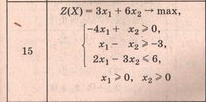 Z(X) = 3x₁ + 6x₂ → max,
15
-4x₁ + x₂ ⩾ 0,
x₁ - x₂ ⩾ -3,
2x₁ - 3x₂ ⩽ 6,
x₁ ⩾ 0, x₂ ⩾ 0